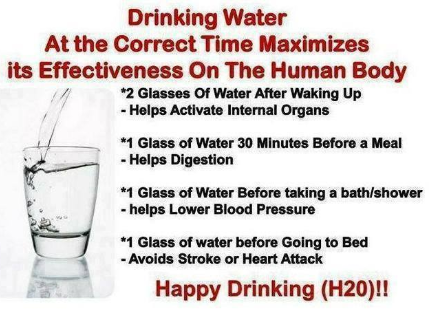 Drinking Water
At the Correct Time Maximizes
its Effectiveness On The Human Body
*2 Glasses Of Water After Waking Up
- Helps Activate Internal Organs
*1 Glass of Water 30 Minutes Before a Meal
- Helps Digestion
*1 Glass of Water Before taking a bath/shower
- helps Lower Blood Pressure
*1 Glass of water before Going to Bed
- Avoids Stroke or Heart Attack
Happy Drinking (H20)!!